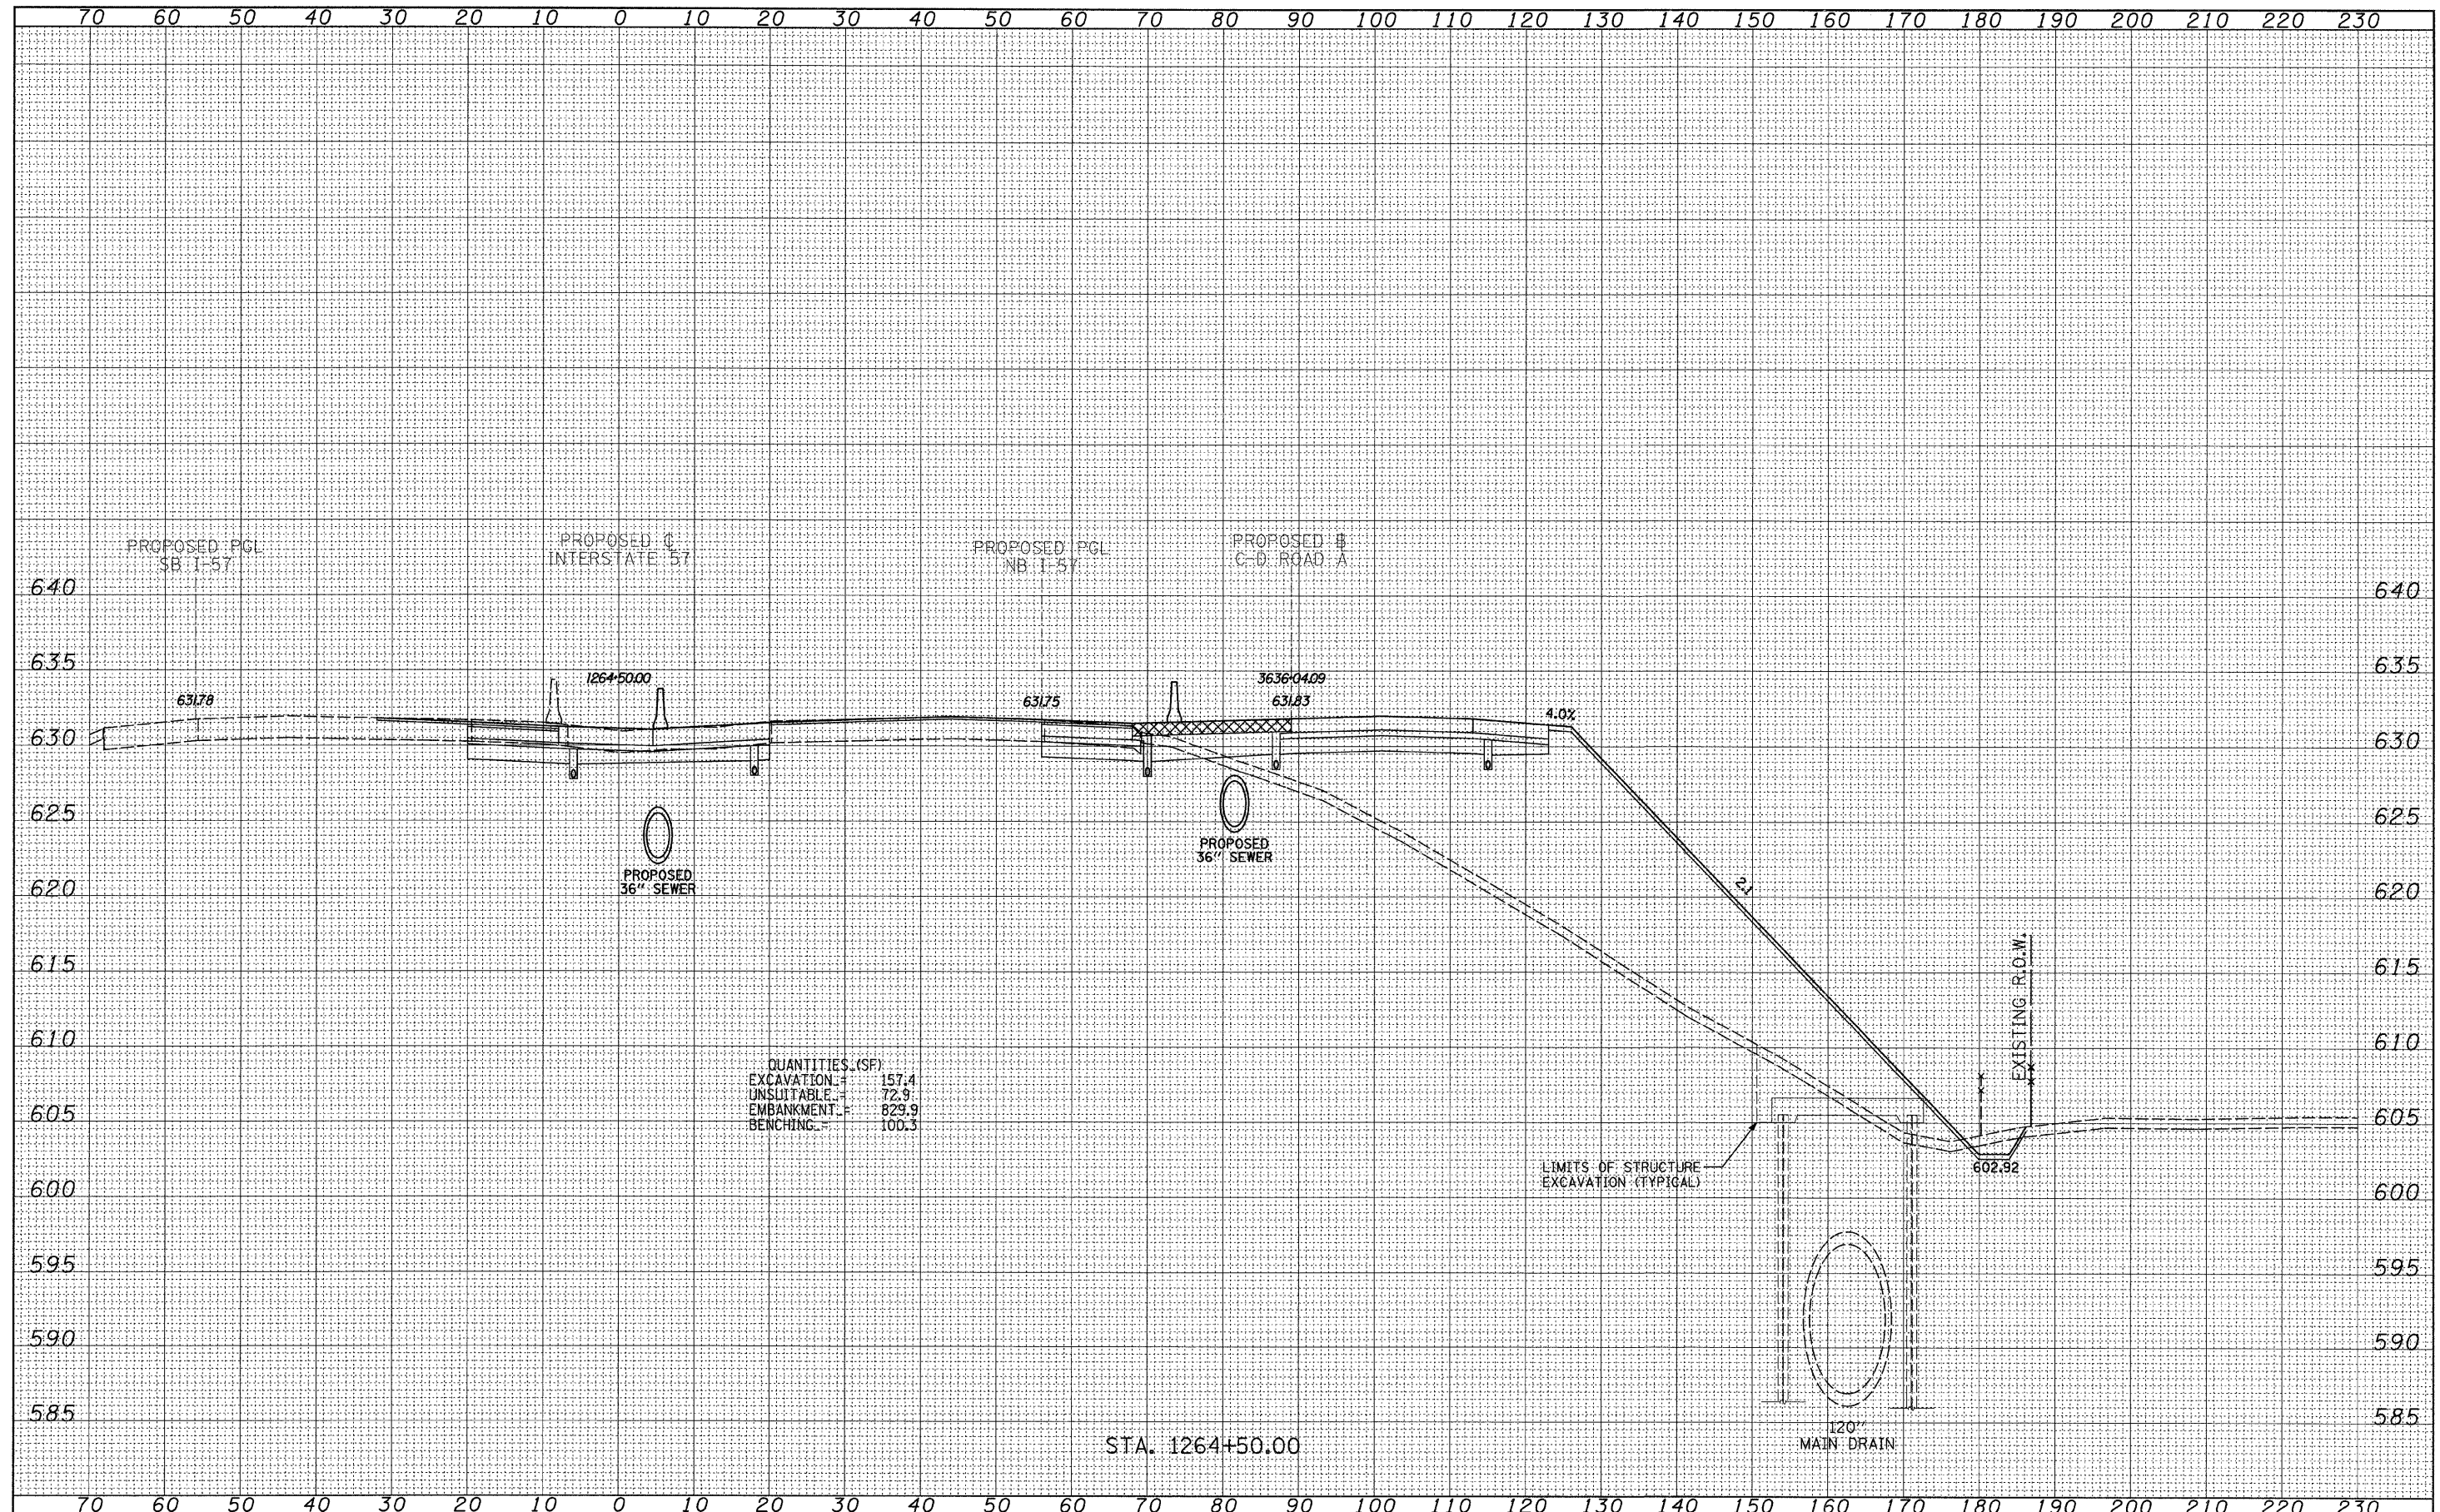 70 60 50 40 30 20 10 0 10 20 30 40 50 60 70 80 90 100 110 120 130 140 150 160 170 180 190 200 210 220 230
PROPOSED PGL
SB I-57
PROPOSED ℄
INTERSTATE 57
PROPOSED PGL
NB I-57
PROPOSED B
C-D ROAD A
640 640
635 635
1264+50.00
3636+04.09
631.78
631.75
631.83
4.0%
630 630
625 625
PROPOSED
36" SEWER
PROPOSED
36" SEWER
620 620
2:1
615 615
EXISTING R.O.W.
610 610
QUANTITIES (SF)
EXCAVATION = 157.4
UNSUITABLE = 72.9
EMBANKMENT = 829.9
BENCHING = 100.3
605 605
LIMITS OF STRUCTURE
EXCAVATION (TYPICAL)
602.92
600 600
595 595
590 590
585 585
120"
MAIN DRAIN
STA. 1264+50.00
70 60 50 40 30 20 10 0 10 20 30 40 50 60 70 80 90 100 110 120 130 140 150 160 170 180 190 200 210 220 230